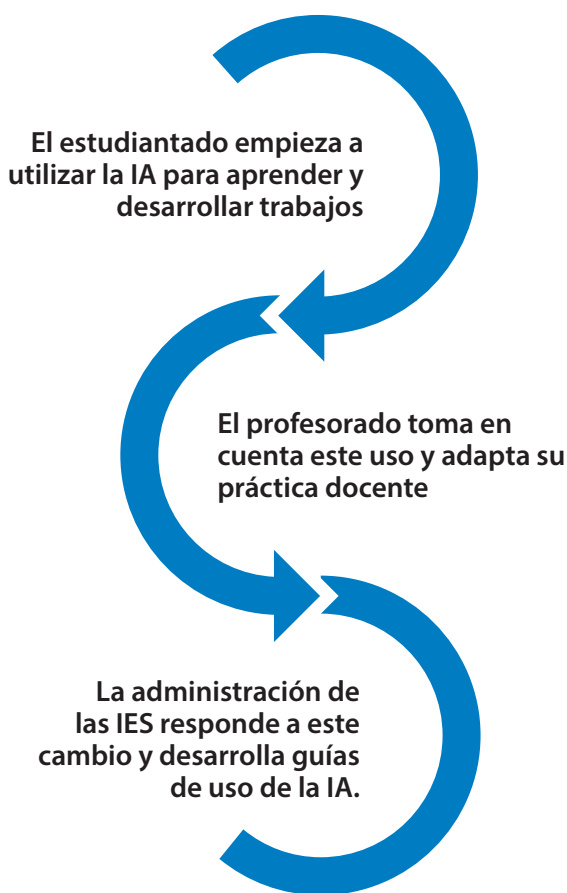 El estudiantado empieza a
utilizar la IA para aprender y
desarrollar trabajos
El profesorado toma en
cuenta este uso y adapta su
práctica docente
La administración de
las IES responde a este
cambio y desarrolla guías
de uso de la IA.